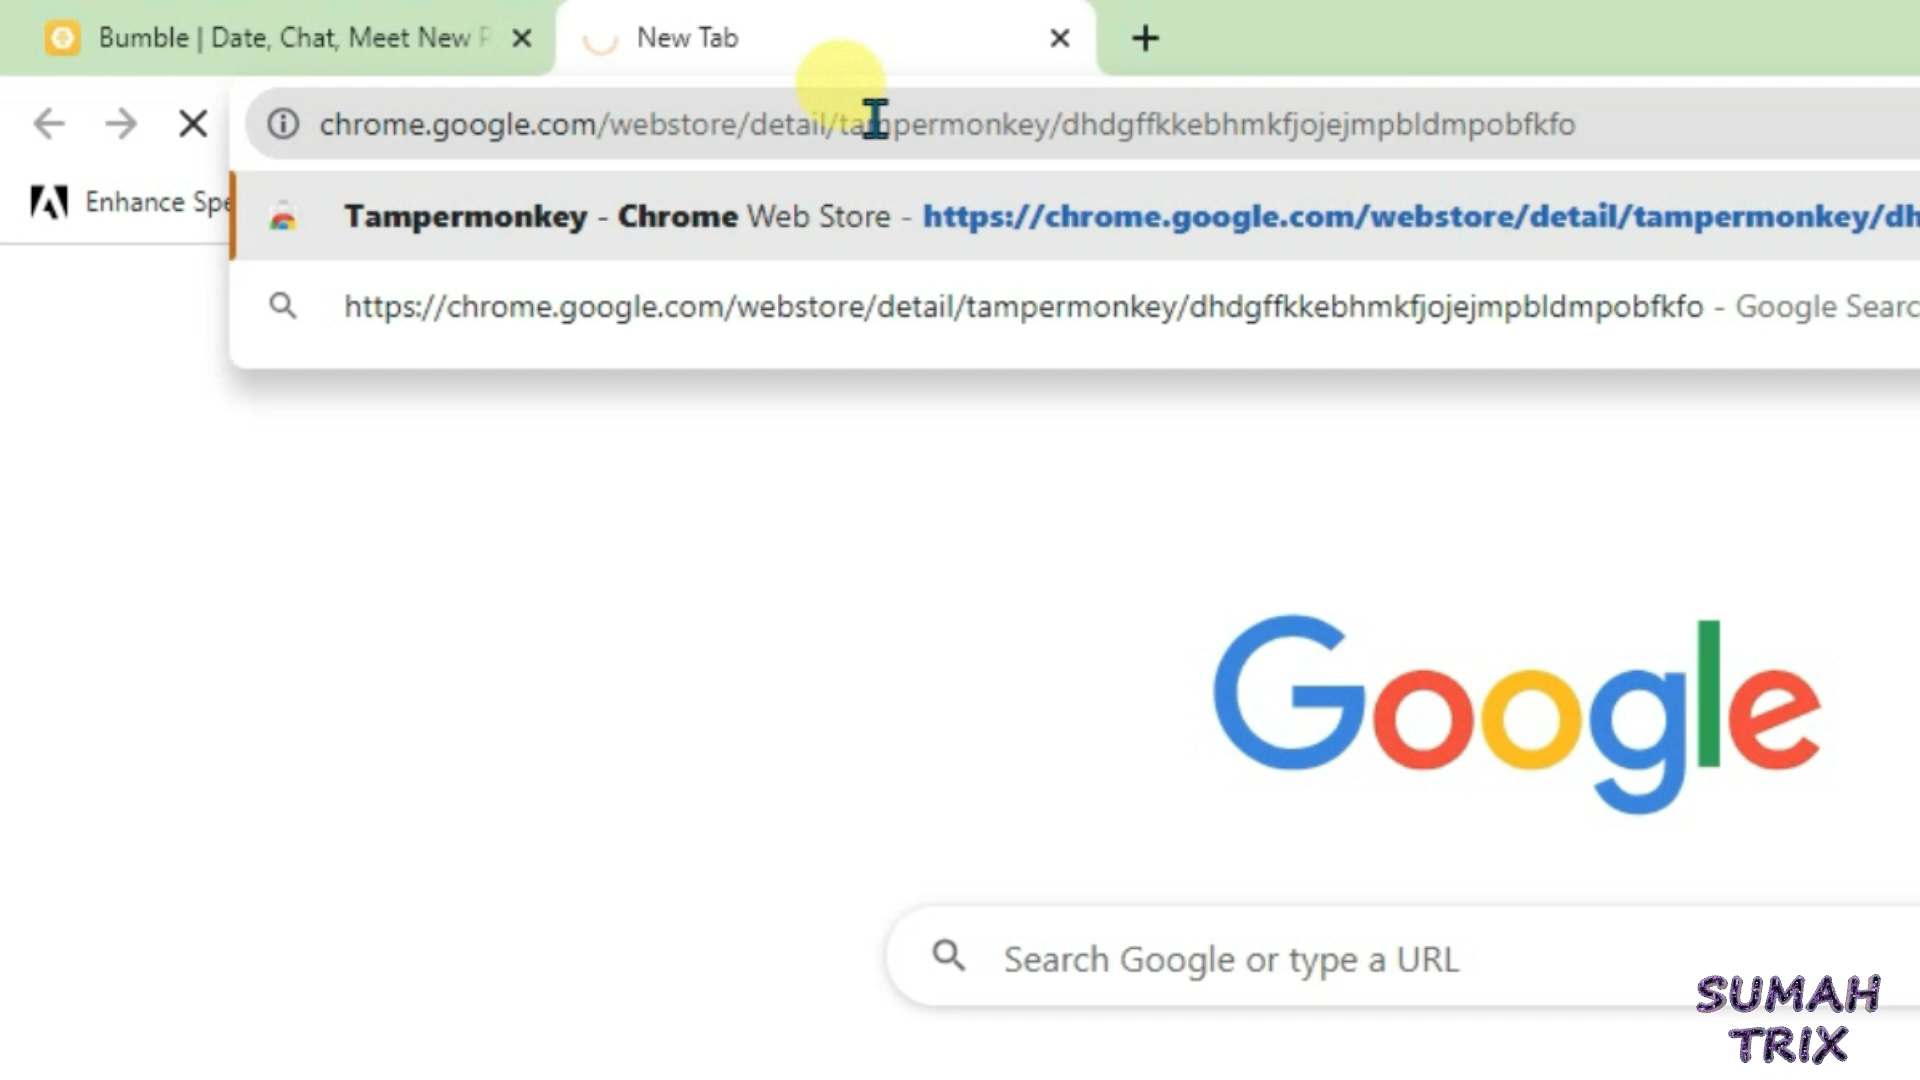 Bumble | Date, Chat, Meet New P
New Tab
chrome.google.com/webstore/detail/tampermonkey/dhdgffkkebhmkfjojejmpbldmpobfkfo
Enhance Spe
Tampermonkey - Chrome Web Store - https://chrome.google.com/webstore/detail/tampermonkey/dh
https://chrome.google.com/webstore/detail/tampermonkey/dhdgffkkebhmkfjojejmpbldmpobfkfo - Google Searc
Google
Search Google or type a URL
SUMAH
TRIX